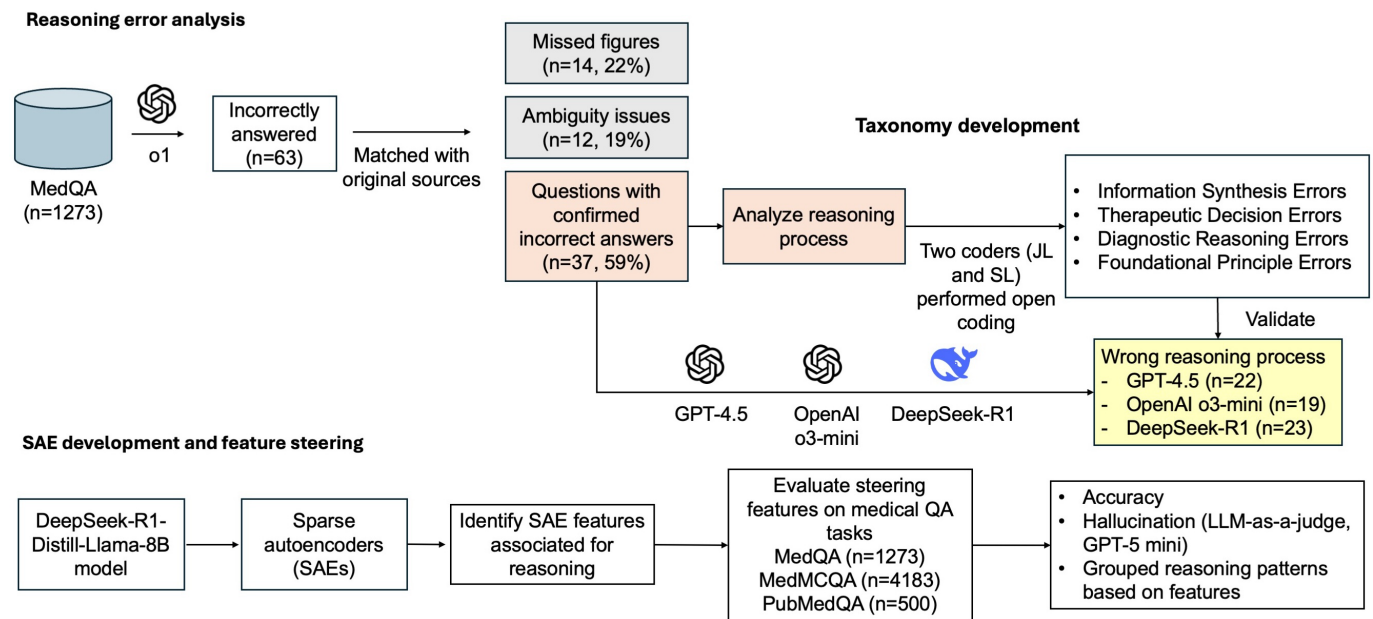 Reasoning error analysis
MedQA
(n=1273)
o1
Incorrectly
answered
(n=63)
Matched with
original sources
Missed figures
(n=14, 22%)
Ambiguity issues
(n=12, 19%)
Questions with
confirmed
incorrect answers
(n=37, 59%)
Analyze reasoning
process
Taxonomy development
Two coders (JL
and SL)
performed open
coding
• Information Synthesis Errors
• Therapeutic Decision Errors
• Diagnostic Reasoning Errors
• Foundational Principle Errors
Validate
GPT-4.5
OpenAI
o3-mini
DeepSeek-R1
Wrong reasoning process
- GPT-4.5 (n=22)
- OpenAI o3-mini (n=19)
- DeepSeek-R1 (n=23)
SAE development and feature steering
DeepSeek-R1-
Distill-Llama-8B
model
Sparse
autoencoders
(SAEs)
Identify SAE features
associated for
reasoning
Evaluate steering
features on medical QA
tasks
MedQA (n=1273)
MedMCQA (n=4183)
PubMedQA (n=500)
• Accuracy
• Hallucination (LLM-as-a-judge,
GPT-5 mini)
• Grouped reasoning patterns
based on features